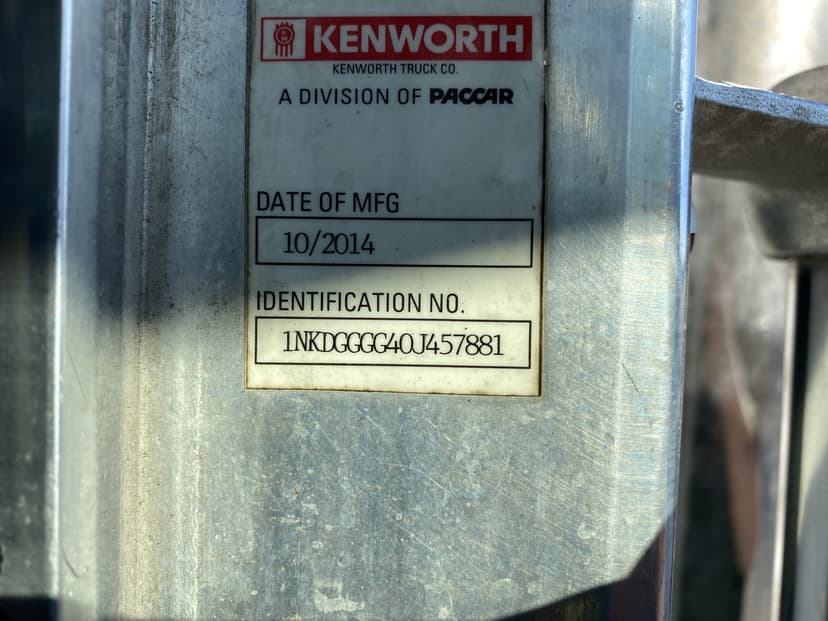 KENWORTH
KENWORTH TRUCK CO.
A DIVISION OF PACCAR
DATE OF MFG
10/2014
IDENTIFICATION NO.
1NKDGGGG40J457881